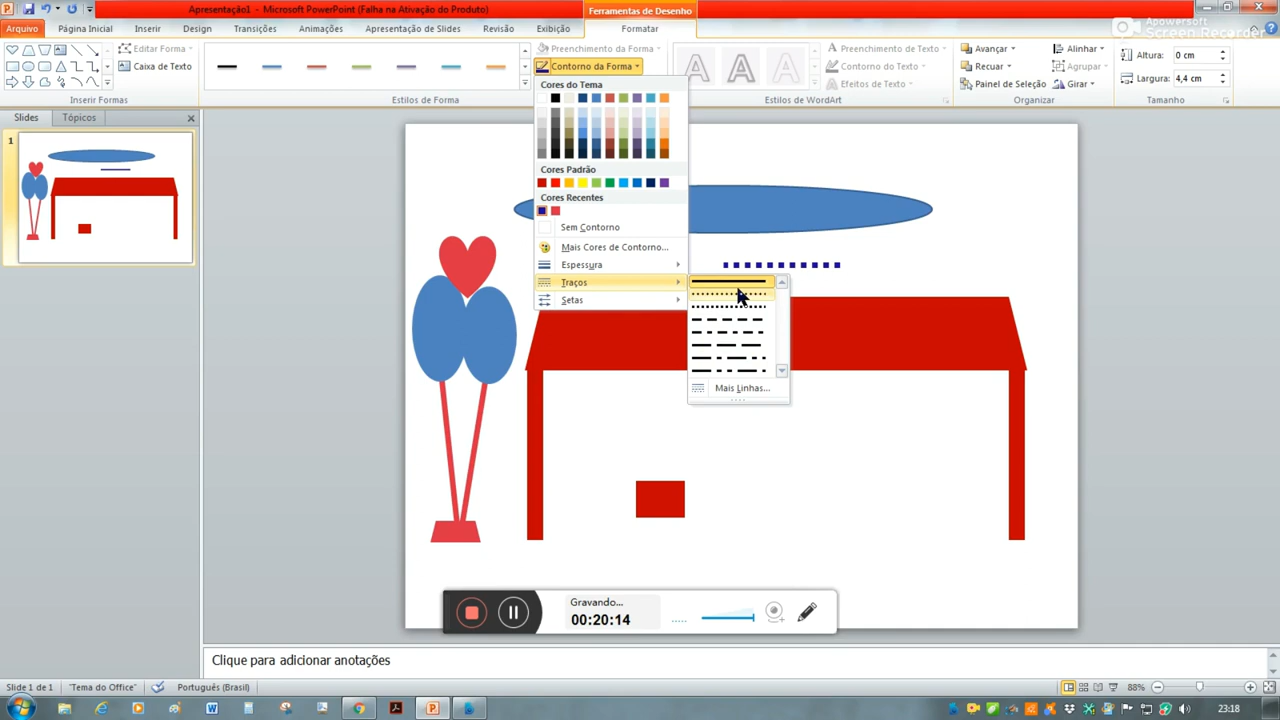 Apresentação1 - Microsoft PowerPoint (Falha na Ativação do Produto)
Ferramentas de Desenho
Arquivo
Página Inicial
Inserir
Design
Transições
Animações
Apresentação de Slides
Revisão
Exibição
Formatar
Apowersoft
Screen Recorder
Editar Forma
Caixa de Texto
Inserir Formas
Estilos de Forma
Preenchimento da Forma
Contorno da Forma
Preenchimento de Texto
Contorno do Texto
Efeitos de Texto
Estilos de WordArt
Avançar
Recuar
Painel de Seleção
Alinhar
Agrupar
Girar
Organizar
Altura: 0 cm
Largura: 4,4 cm
Tamanho
Slides
Tópicos
1
Cores do Tema
Cores Padrão
Cores Recentes
Sem Contorno
Mais Cores de Contorno...
Espessura
Traços
Setas
Mais Linhas...
Gravando...
00:20:14
Clique para adicionar anotações
Slide 1 de 1
"Tema do Office"
Português (Brasil)
88%
23:18